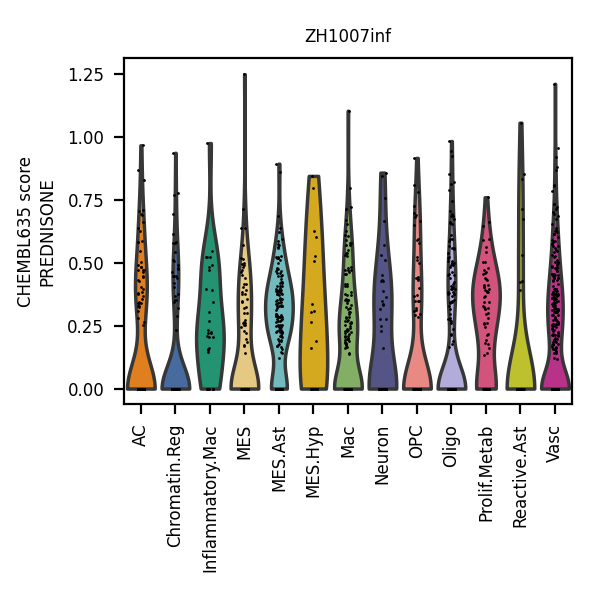 ZH1007inf
CHEMBL635 score
PREDNISONE
1.25
1.00
0.75
0.50
0.25
0.00
AC
Chromatin.Reg
Inflammatory.Mac
MES
MES.Ast
MES.Hyp
Mac
Neuron
OPC
Oligo
Prolif.Metab
Reactive.Ast
Vasc